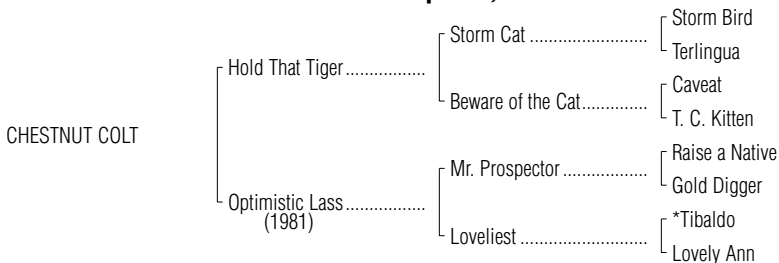 Storm Bird
Storm Cat ..........................
Terlingua
Hold That Tiger.................
Caveat
Beware of the Cat..............
T. C. Kitten
CHESTNUT COLT
Raise a Native
Mr. Prospector ...................
Gold Digger
Optimistic Lass.................
(1981)
*Tibaldo
Loveliest ............................
Lovely Ann